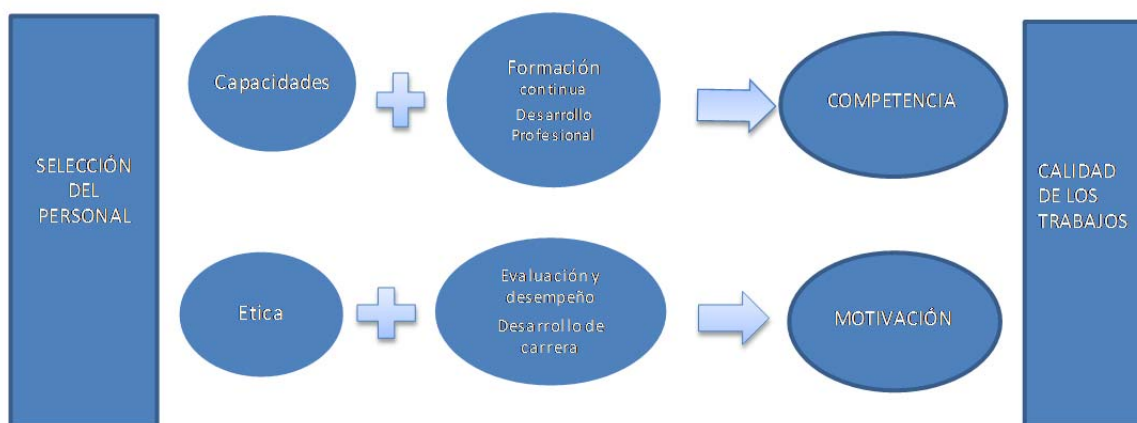 SELECCIÓN
DEL
PERSONAL
Capacidades
Formación
continua
Desarrollo
Profesional
COMPETENCIA
Etica
Evaluación y
desempeño
Desarrollo de
carrera
MOTIVACIÓN
CALIDAD
DE LOS
TRABAJOS